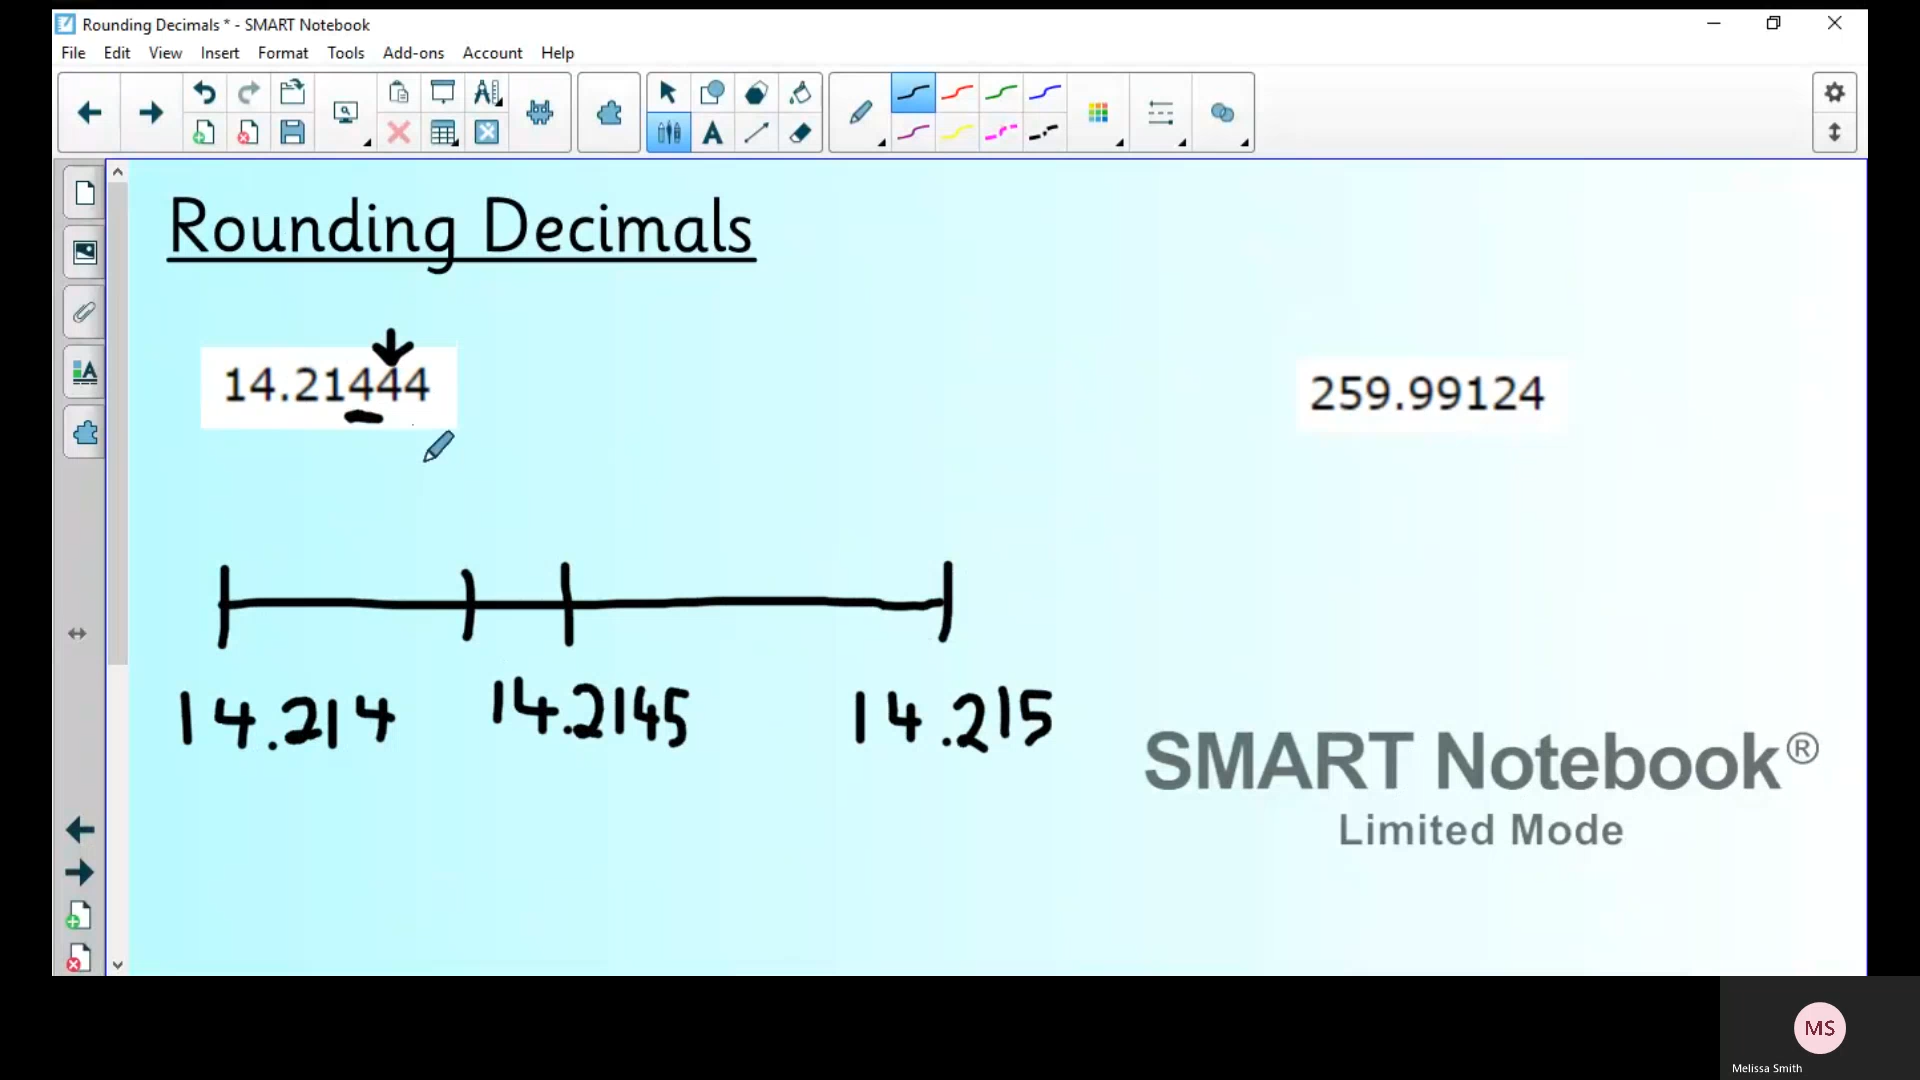 Rounding Decimals * - SMART Notebook
File Edit View Insert Format Tools Add-ons Account Help
Rounding Decimals
14.21444
259.99124
14.214 14.2145 14.215
SMART Notebook®
Limited Mode
MS
Melissa Smith